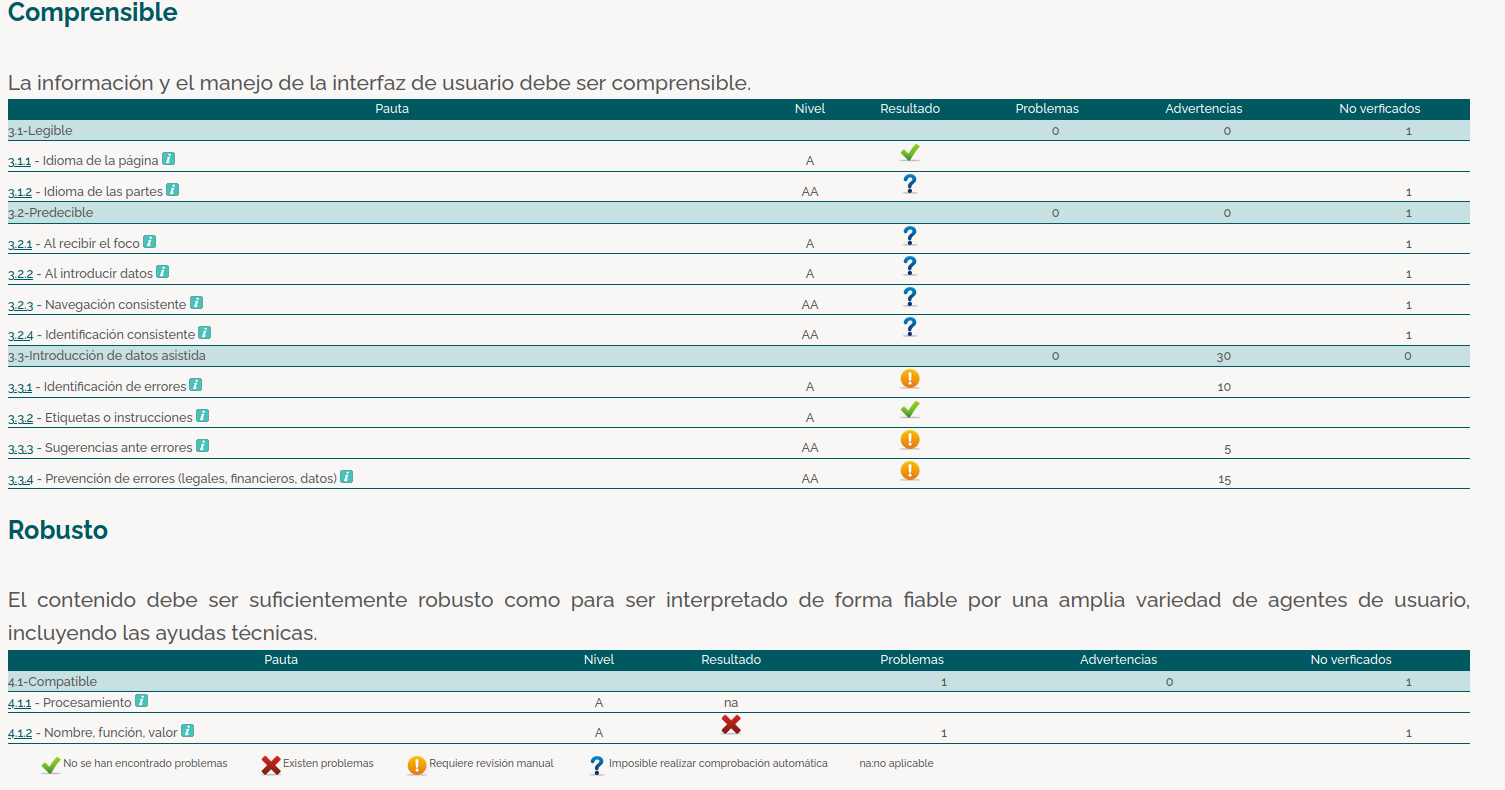 Comprensible
La información y el manejo de la interfaz de usuario debe ser comprensible.
Pauta Nivel Resultado Problemas Advertencias No verficados
3.1-Legible 0 0 1
3.1.1 - Idioma de la página i A
3.1.2 - Idioma de las partes i AA ? 1
3.2-Predecible 0 0 1
3.2.1 - Al recibir el foco i A ? 1
3.2.2 - Al introducir datos i A ? 1
3.2.3 - Navegación consistente i AA ? 1
3.2.4 - Identificación consistente i AA ? 1
3.3-Introducción de datos asistida 0 30 0
3.3.1 - Identificación de errores i A ! 10
3.3.2 - Etiquetas o instrucciones i A
3.3.3 - Sugerencias ante errores i AA ! 5
3.3.4 - Prevención de errores (legales, financieros, datos) i AA ! 15
Robusto
El contenido debe ser suficientemente robusto como para ser interpretado de forma fiable por una amplia variedad de agentes de usuario,
incluyendo las ayudas técnicas.
Pauta Nivel Resultado Problemas Advertencias No verficados
4.1-Compatible 1 0 1
4.1.1 - Procesamiento i A na
4.1.2 - Nombre, función, valor i A 1 1
No se han encontrado problemas Existen problemas ! Requiere revisión manual ? Imposible realizar comprobación automática na:no aplicable